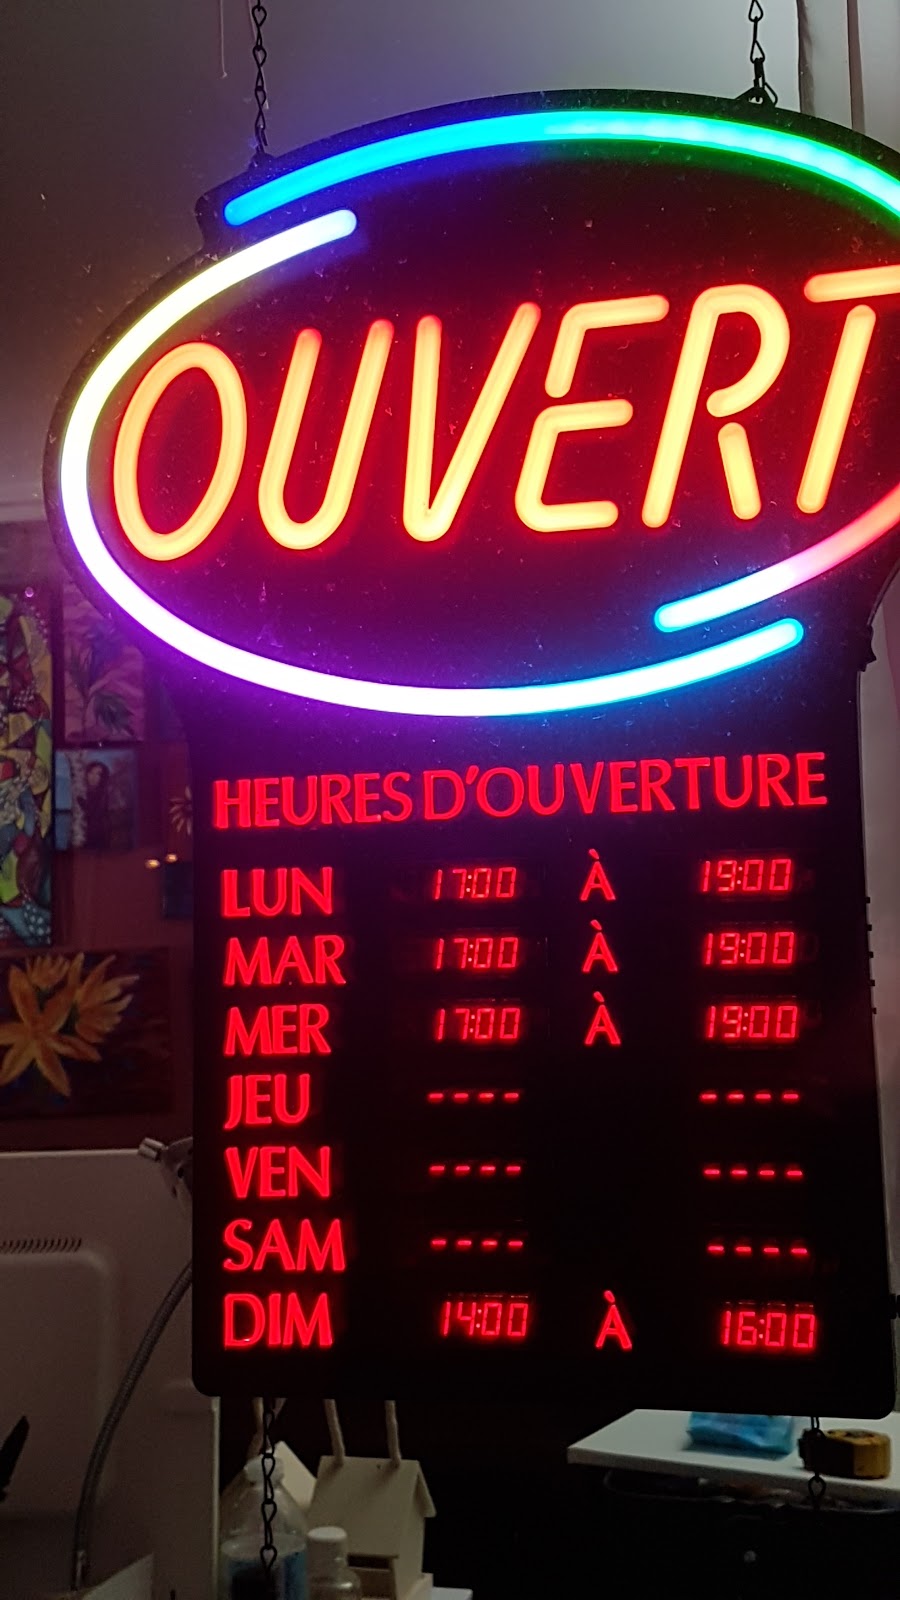 OUVERT
HEURES D'OUVERTURE
LUN 17:00 À 19:00
MAR 17:00 À 19:00
MER 17:00 À 19:00
JEU ---- ----
VEN ---- ----
SAM ---- ----
DIM 14:00 À 16:00